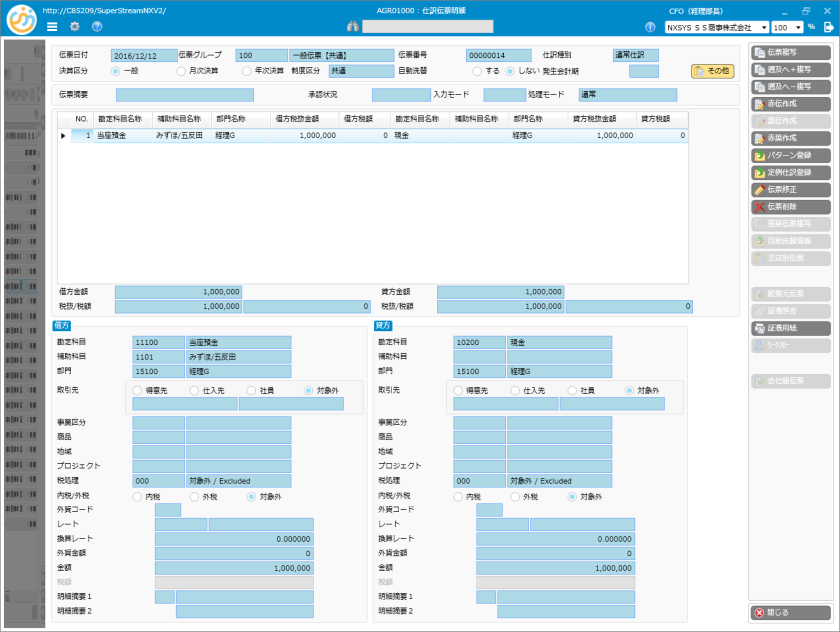 http://CBS209/SuperStreamNXV2/
AGR01000：仕訳伝票明細
CFO（経理部長）
NXSYS ＳＳ商事株式会社
100 %
伝票日付 2016/12/12 伝票グループ 100 一般伝票【共通】 伝票番号 00000014 仕訳種別 通常仕訳
決算区分 一般 月次決算 年次決算 制度区分 共通 自動洗替 する しない 発生会計期 その他
伝票摘要 承認状況 入力モード 処理モード 通常
NO. 勘定科目名称 補助科目名称 部門名称 借方税抜金額 借方税額 勘定科目名称 補助科目名称 部門名称 貸方税抜金額 貸方税額
1 当座預金 みずほ/五反田 経理G 1,000,000 0 現金 経理G 1,000,000 0
借方金額 1,000,000 貸方金額 1,000,000
税抜/税額 1,000,000 0 税抜/税額 1,000,000 0
借方
勘定科目 11100 当座預金
補助科目 1101 みずほ/五反田
部門 15100 経理G
取引先 得意先 仕入先 社員 対象外
事業区分
商品
地域
プロジェクト
税処理 000 対象外 / Excluded
内税/外税 内税 外税 対象外
外貨コード
レート
換算レート 0.000000
外貨金額 0
金額 1,000,000
税額
明細摘要１
明細摘要２
貸方
勘定科目 10200 現金
補助科目
部門 15100 経理G
取引先 得意先 仕入先 社員 対象外
事業区分
商品
地域
プロジェクト
税処理 000 対象外 / Excluded
内税/外税 内税 外税 対象外
外貨コード
レート
換算レート 0.000000
外貨金額 0
金額 1,000,000
税額
明細摘要１
明細摘要２
伝票複写
遡及へ＋複写
遡及へ－複写
赤伝作成
黒伝作成
赤黒作成
パターン登録
定例仕訳登録
伝票修正
伝票削除
自動洗替情報
支店別伝票
起票元伝票
証憑照会
証憑用紙
ワークフロー
会社間伝票
閉じる